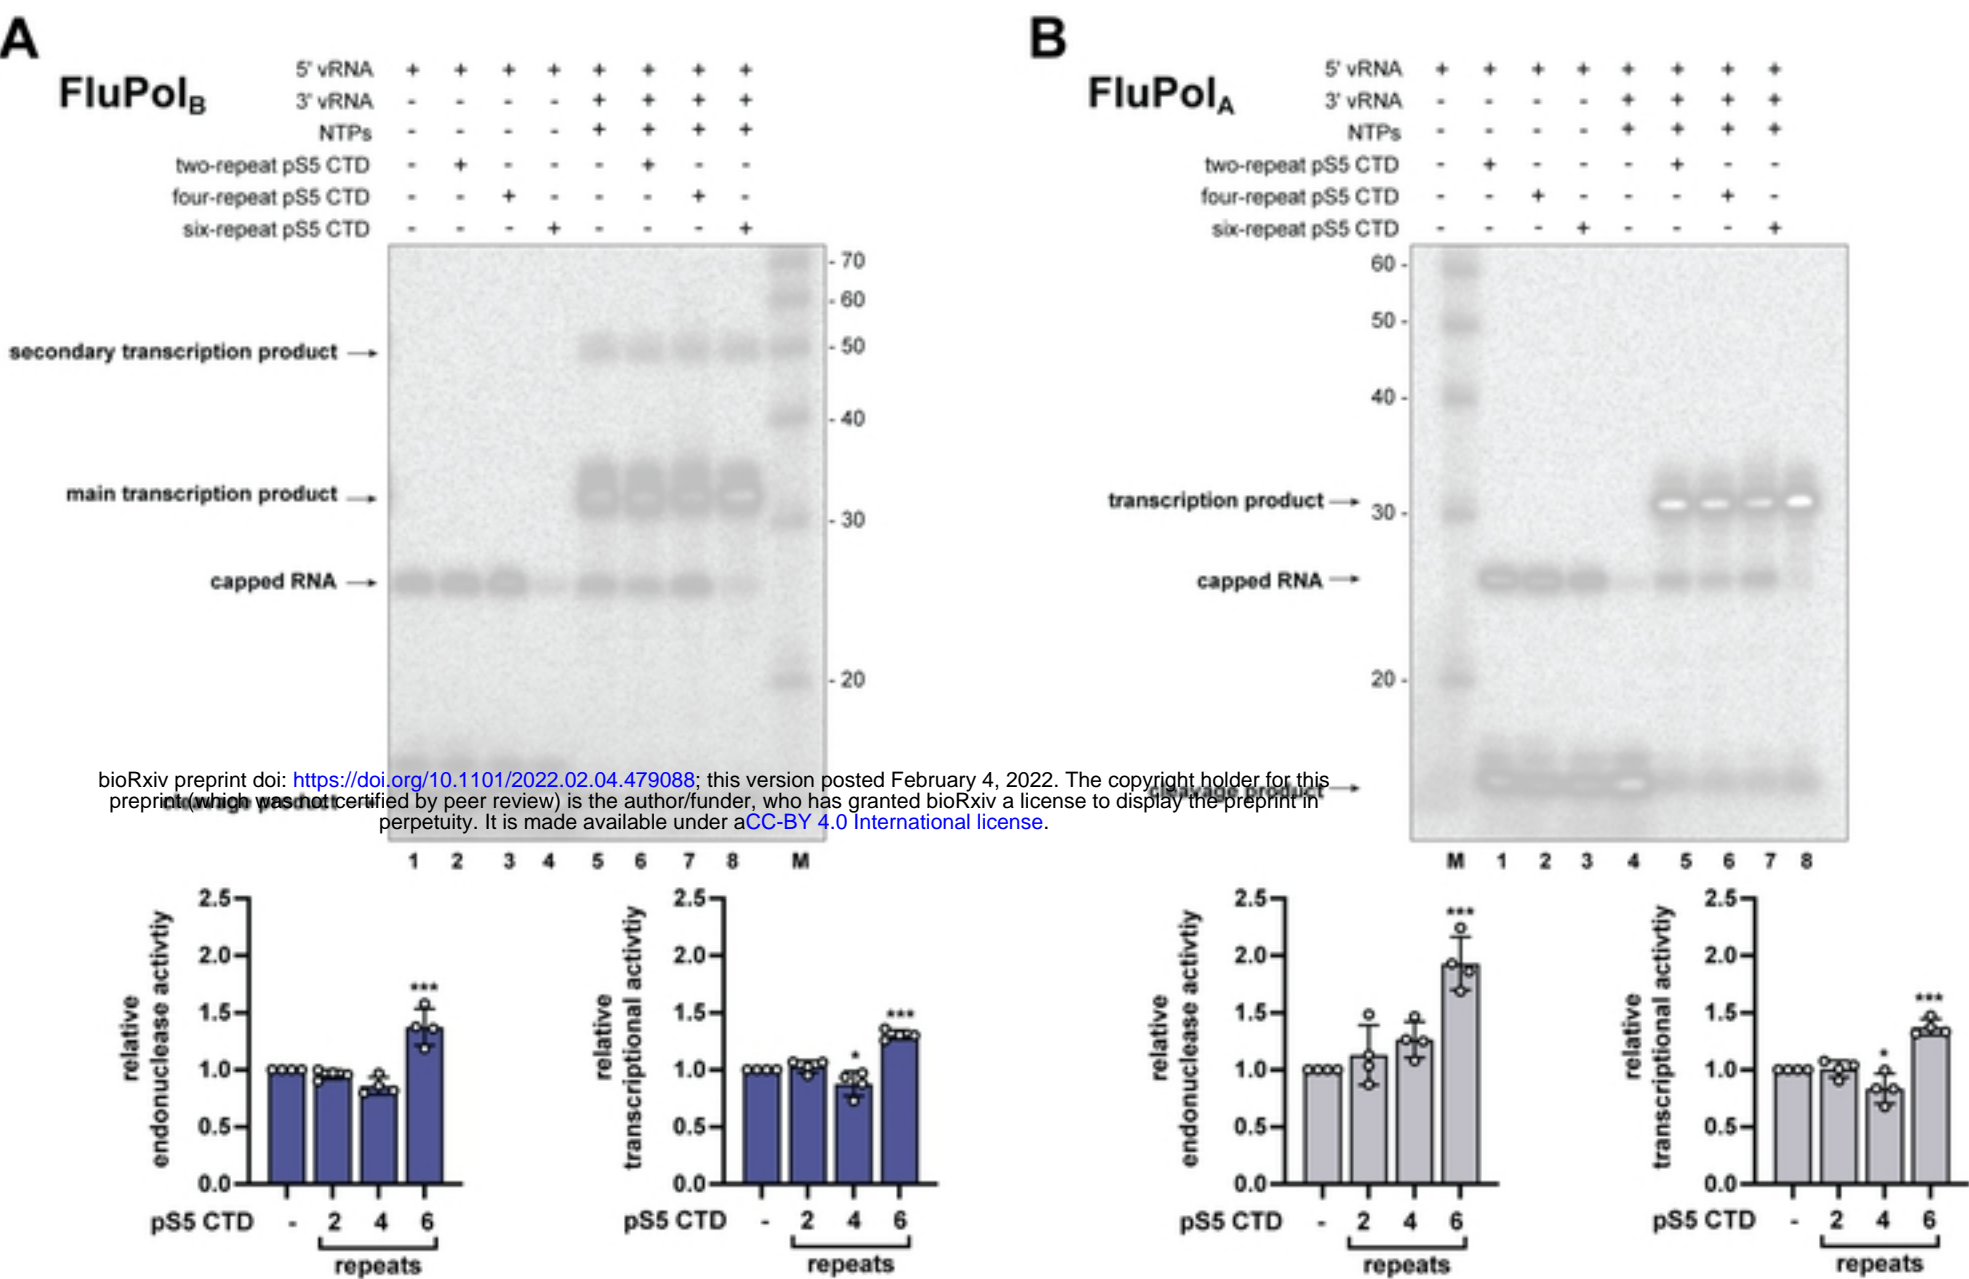 A
FluPolB
5' vRNA + + + + + + + +
3' vRNA - - - - + + + +
NTPs - - - - + + + +
two-repeat pS5 CTD - + - - - + - -
four-repeat pS5 CTD - - + - - - + -
six-repeat pS5 CTD - - - + - - - +
- 70
- 60
secondary transcription product →
- 50
- 40
main transcription product →
- 30
capped RNA →
- 20
cleavage product →
1 2 3 4 5 6 7 8 M
relative
endonuclease activtiy
2.5
2.0
1.5
1.0
0.5
0.0
***
pS5 CTD - 2 4 6
repeats
relative
transcriptional activtiy
2.5
2.0
1.5
1.0
0.5
0.0
* ***
pS5 CTD - 2 4 6
repeats
B
FluPolA
5' vRNA + + + + + + + +
3' vRNA - - - - + + + +
NTPs - - - - + + + +
two-repeat pS5 CTD - + - - - + - -
four-repeat pS5 CTD - - + - - - + -
six-repeat pS5 CTD - - - + - - - +
60 -
50 -
40 -
transcription product →
30 -
capped RNA →
20 -
cleavage product →
M 1 2 3 4 5 6 7 8
relative
endonuclease activtiy
2.5
2.0
1.5
1.0
0.5
0.0
***
pS5 CTD - 2 4 6
repeats
relative
transcriptional activtiy
2.5
2.0
1.5
1.0
0.5
0.0
* ***
pS5 CTD - 2 4 6
repeats
bioRxiv preprint doi: https://doi.org/10.1101/2022.02.04.479088; this version posted February 4, 2022. The copyright holder for this
preprint (which was not certified by peer review) is the author/funder, who has granted bioRxiv a license to display the preprint in
perpetuity. It is made available under aCC-BY 4.0 International license.